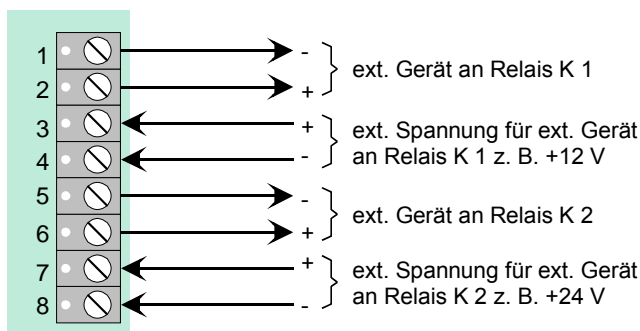 1 -
2 +
ext. Gerät an Relais K 1
3 +
4 -
ext. Spannung für ext. Gerät
an Relais K 1 z. B. +12 V
5 -
6 +
ext. Gerät an Relais K 2
7 +
8 -
ext. Spannung für ext. Gerät
an Relais K 2 z. B. +24 V